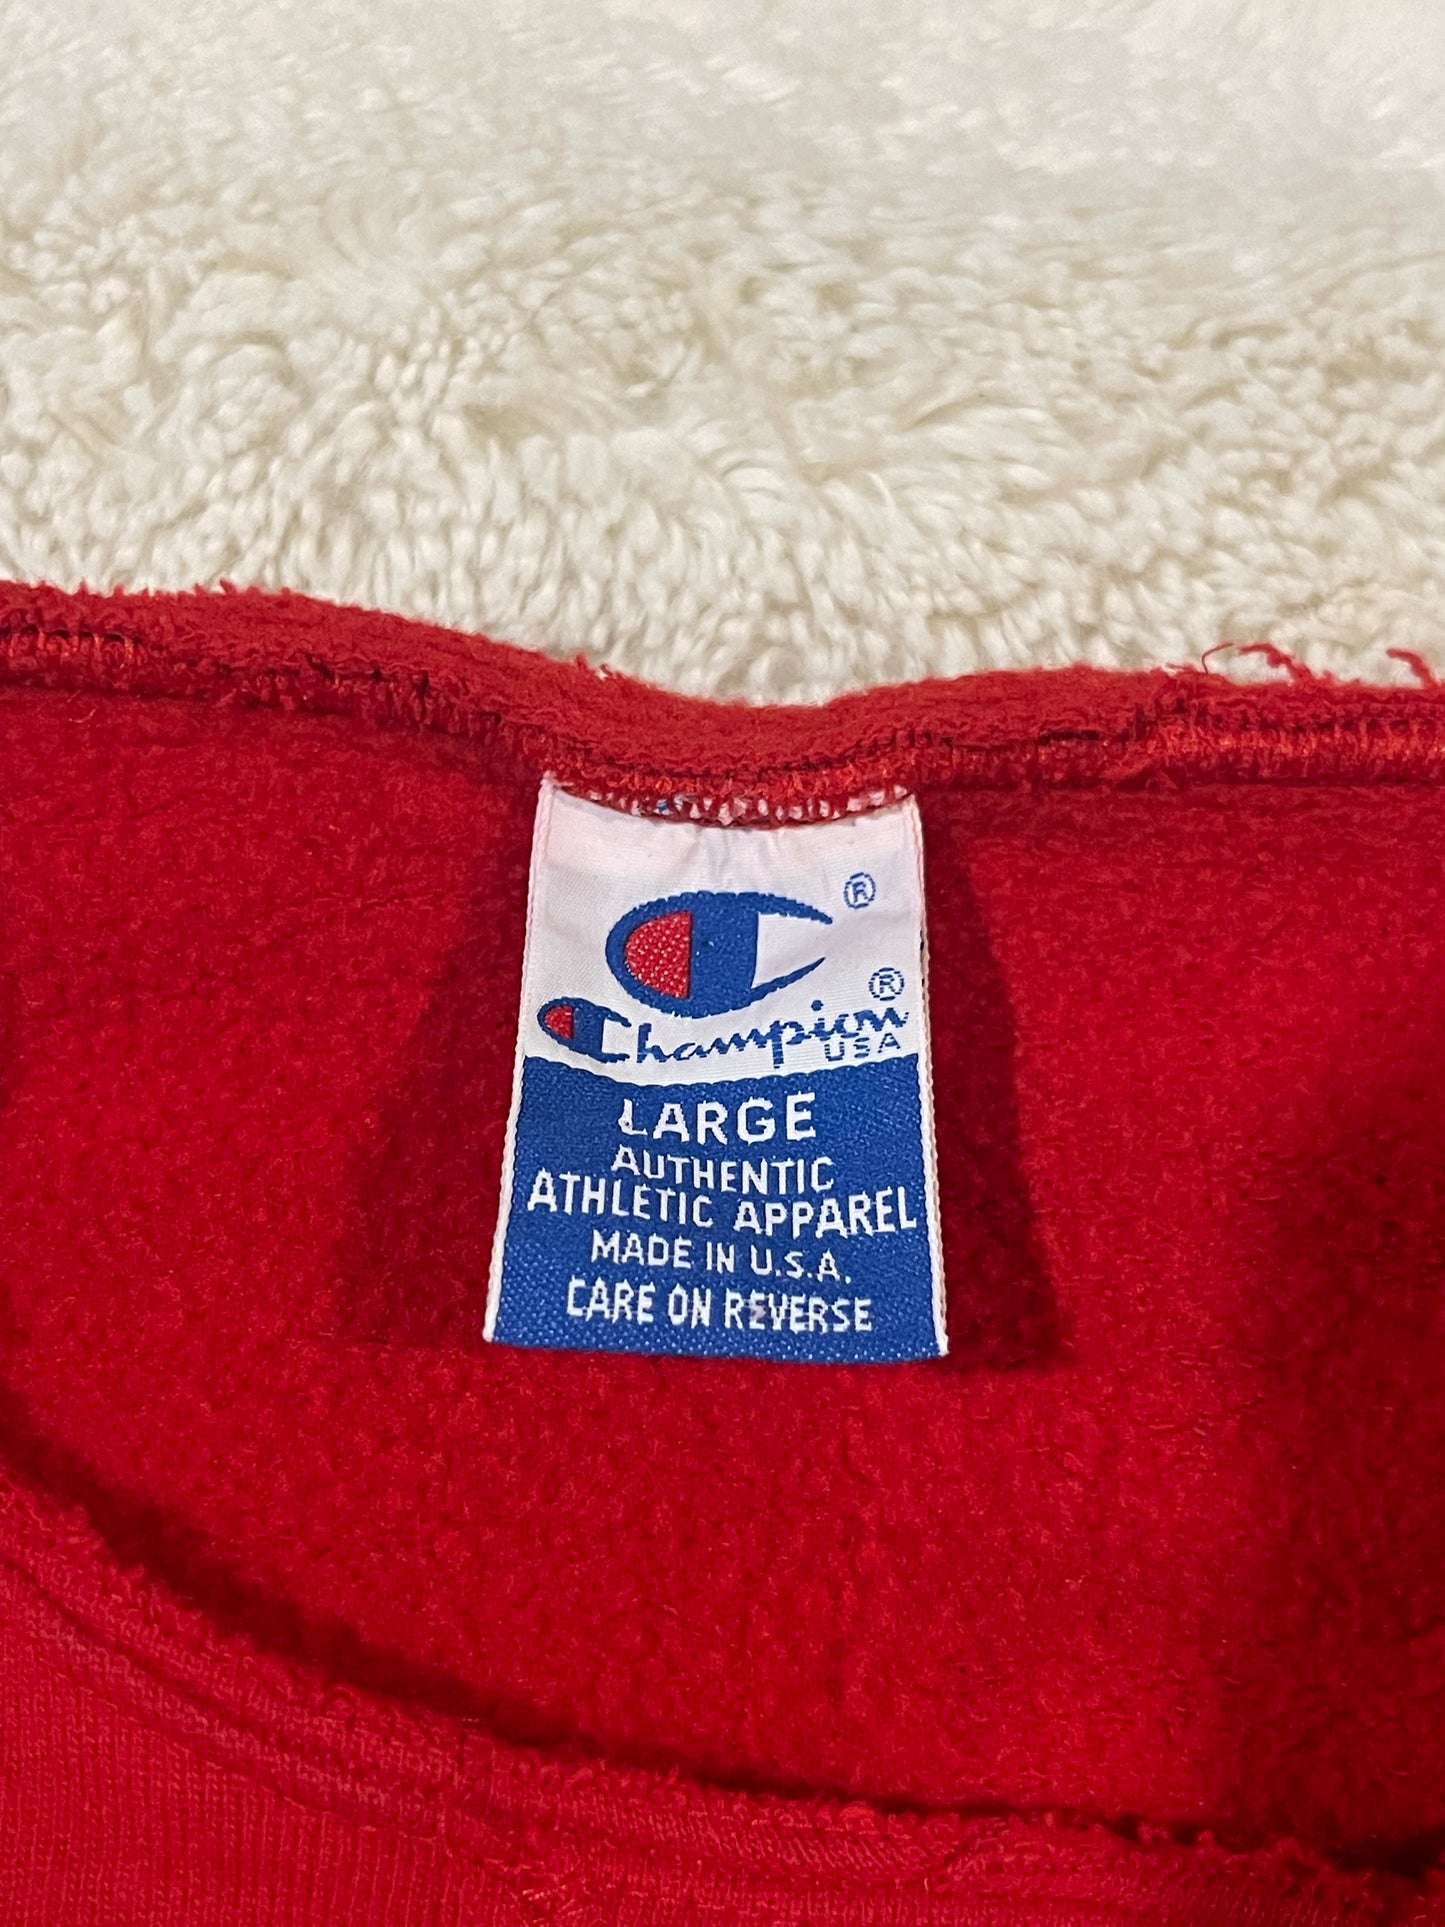 ®
Champion®
USA
LARGE
AUTHENTIC
ATHLETIC APPAREL
MADE IN U.S.A.
CARE ON REVERSE